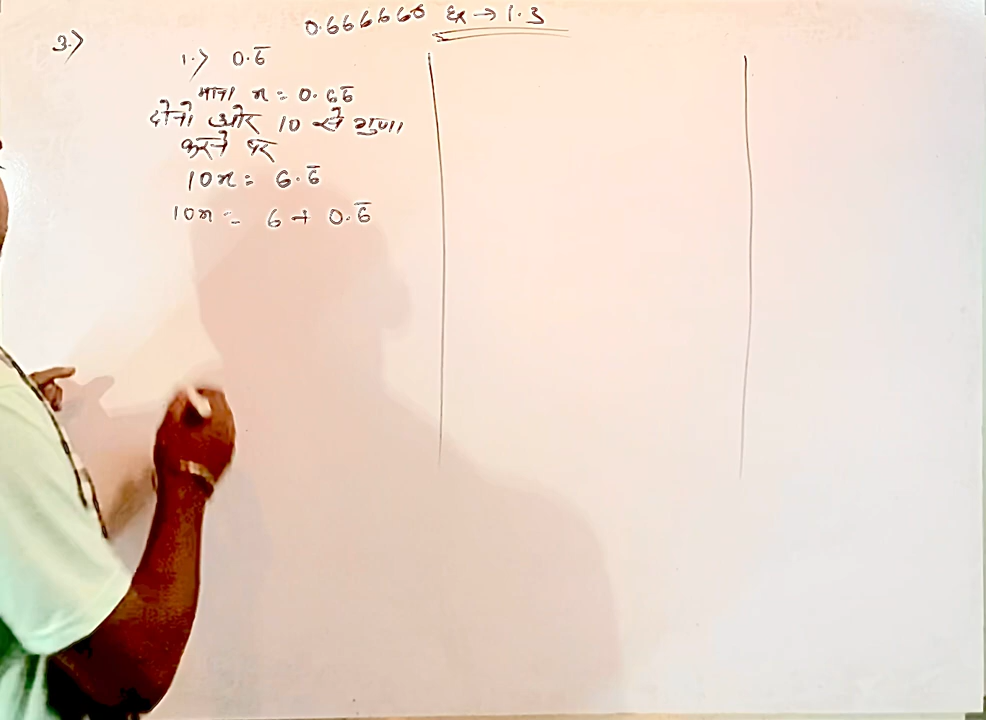 0.666666 Ex → 1.3
3.)
1.) 0.6̅
माना x = 0.66̅
दोनों ओर 10 से गुणा
करने पर
10x = 6.6̅
10x = 6 + 0.6̅